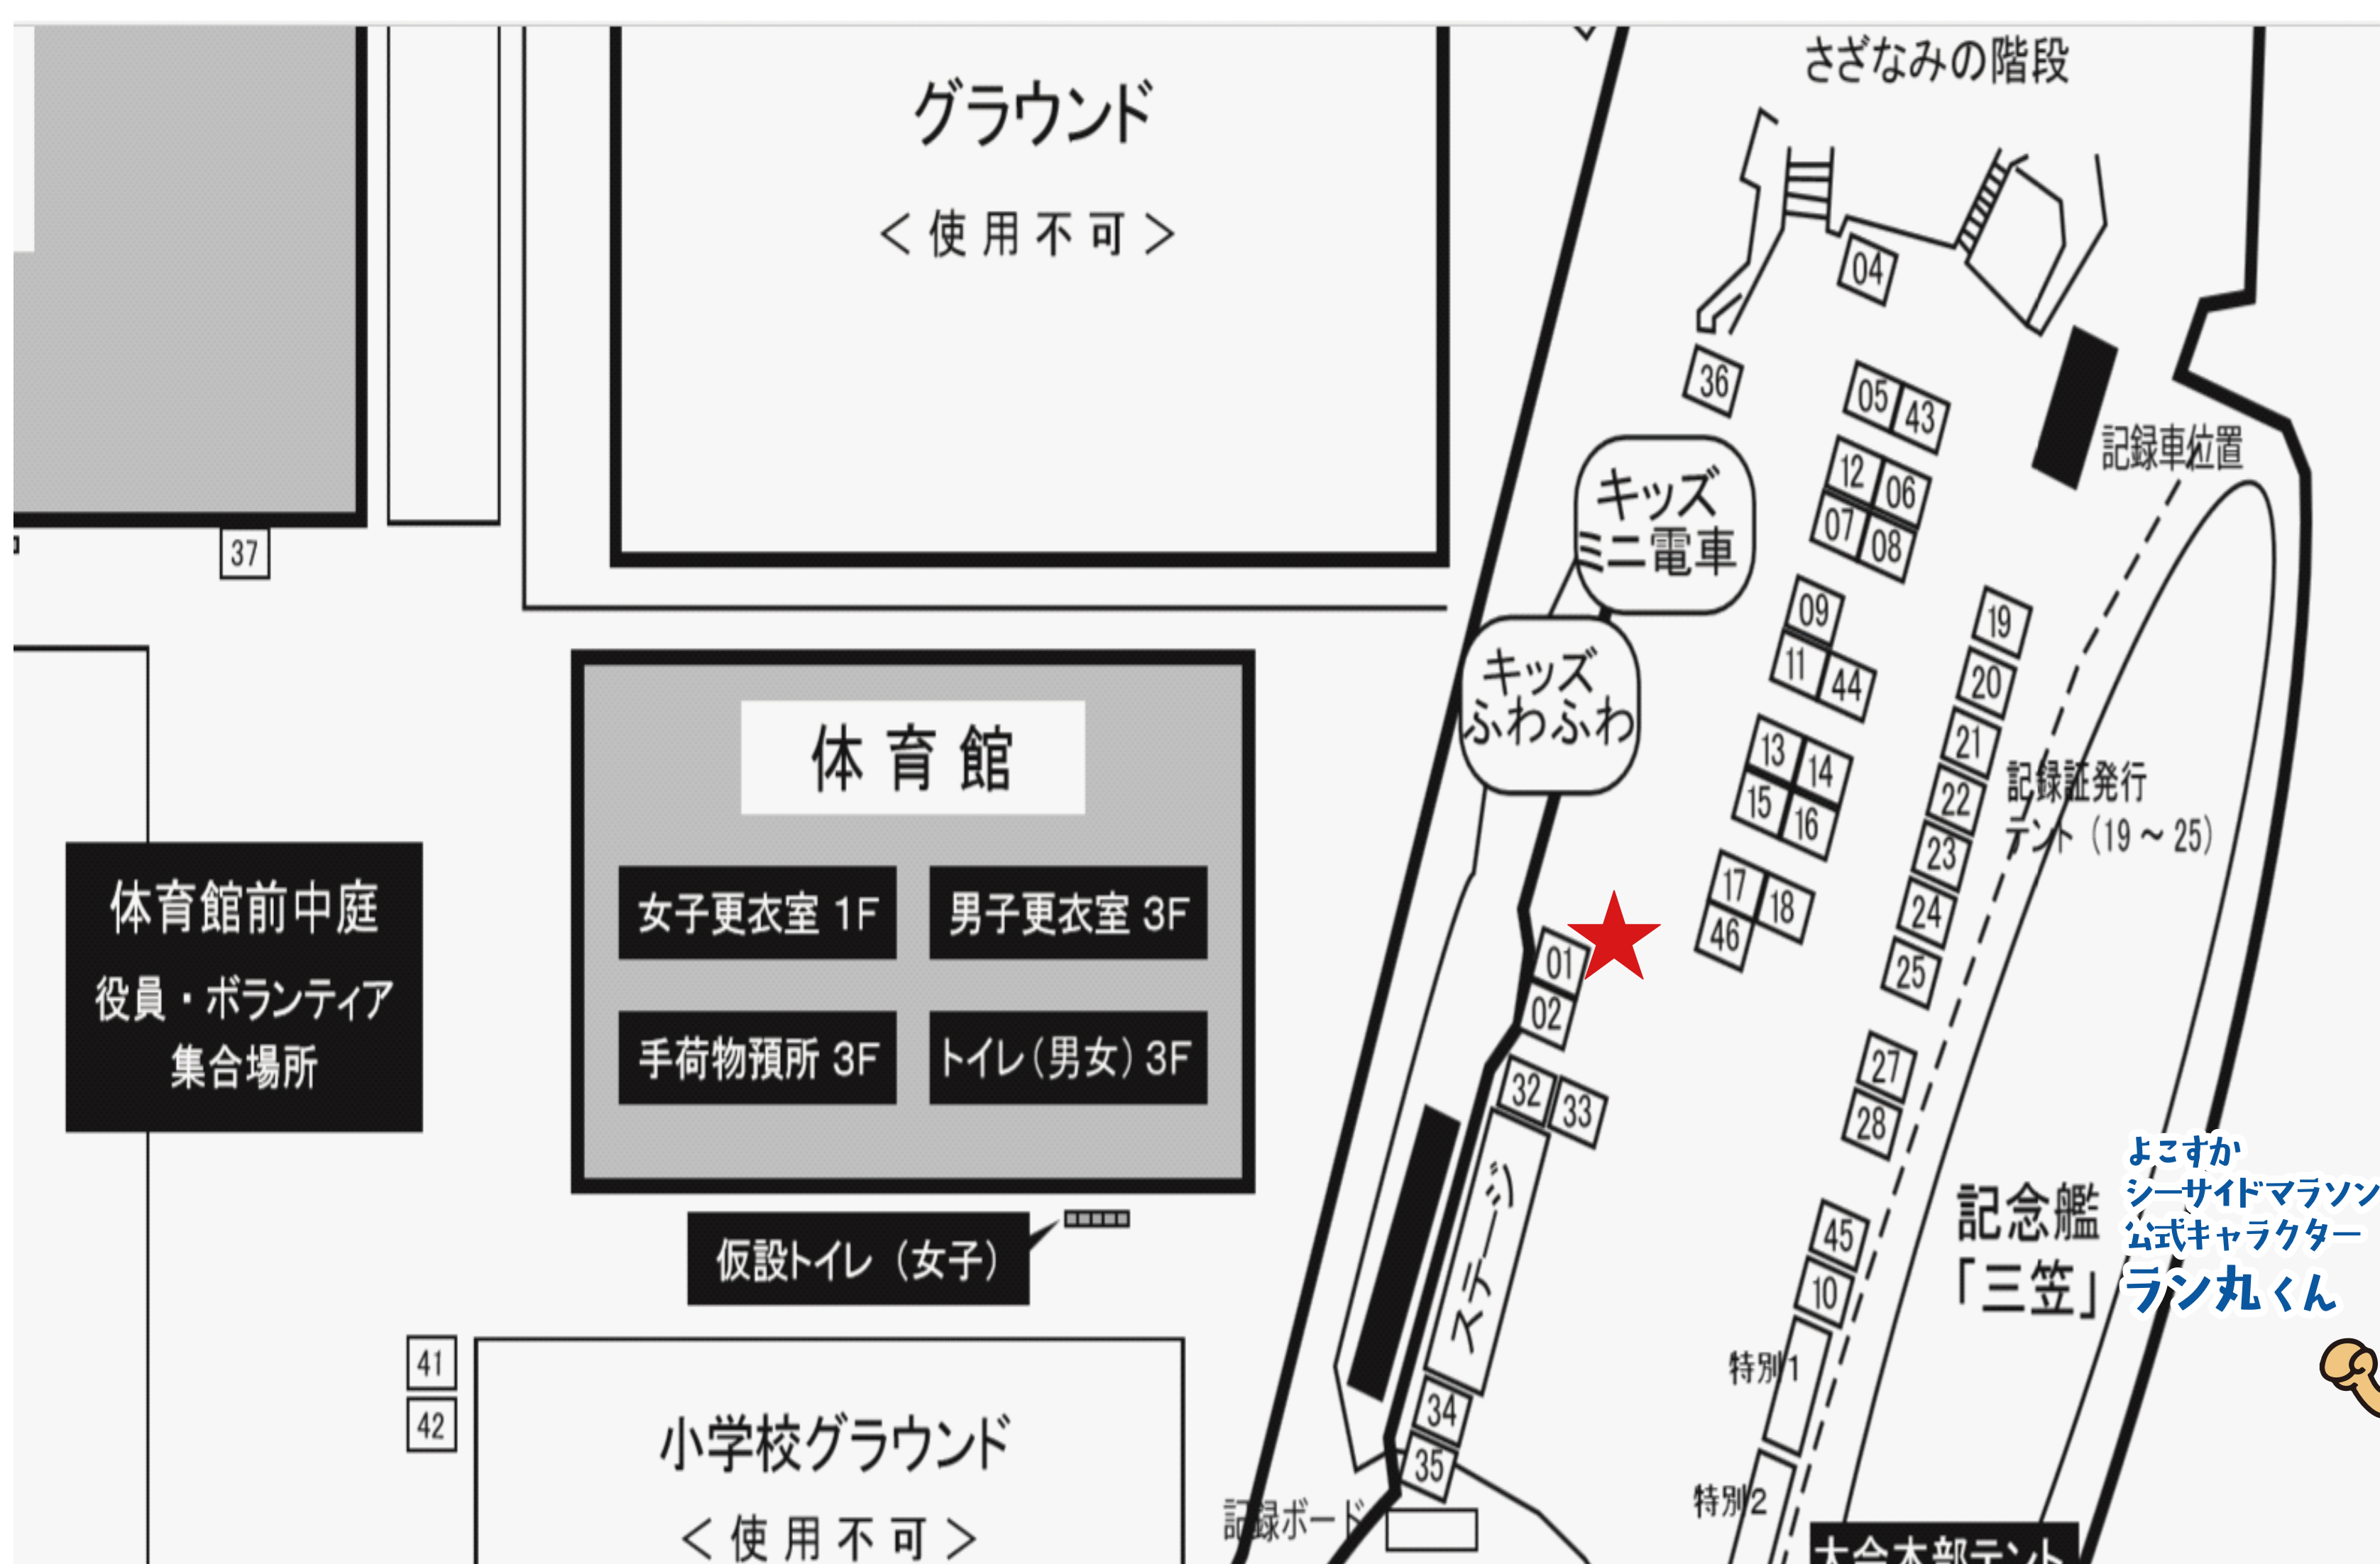 さざなみの階段
グラウンド
＜使用不可＞
04
36
05
43
12
06
07
08
記録車位置
キッズ
ミニ電車
37
09
11
44
19
20
21
22
23
24
25
キッズ
ふわふわ
13
14
15
16
記録証発行
テント（19～25）
17
18
46
体育館
女子更衣室 1F
男子更衣室 3F
手荷物預所 3F
トイレ（男女）3F
体育館前中庭
役員・ボランティア
集合場所
01
02
32
33
27
28
ステージ
仮設トイレ（女子）
45
10
記念艦
「三笠」
よこすか
シーサイドマラソン
公式キャラクター
ラン丸くん
特別1
特別2
41
42
小学校グラウンド
＜使用不可＞
34
35
記録ボード
大会本部テント